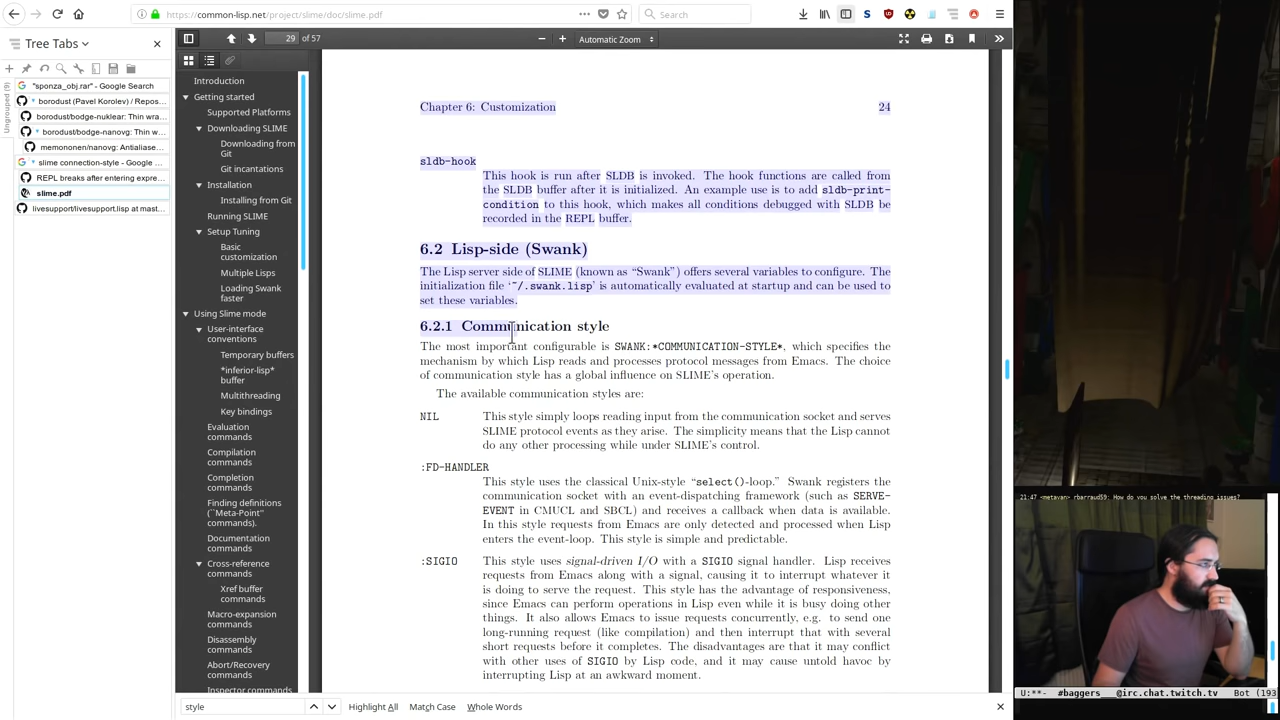 https://common-lisp.net/project/slime/doc/slime.pdf
Search
Tree Tabs
29
of 57
Automatic Zoom
Ungrouped (9)
"sponza_obj.rar" - Google Search
borodust (Pavel Korolev) / Repos...
borodust/bodge-nuklear: Thin wra...
borodust/bodge-nanovg: Thin w...
memononen/nanovg: Antialiase...
slime connection-style - Google ...
REPL breaks after entering expre...
slime.pdf
livesupport/livesupport.lisp at mast...
Introduction
Getting started
Supported Platforms
Downloading SLIME
Downloading from
Git
Git incantations
Installation
Installing from Git
Running SLIME
Setup Tuning
Basic
customization
Multiple Lisps
Loading Swank
faster
Using Slime mode
User-interface
conventions
Temporary buffers
*inferior-lisp*
buffer
Multithreading
Key bindings
Evaluation
commands
Compilation
commands
Completion
commands
Finding definitions
(``Meta-Point''
commands).
Documentation
commands
Cross-reference
commands
Xref buffer
commands
Macro-expansion
commands
Disassembly
commands
Abort/Recovery
commands
Inspector commands
Chapter 6: Customization 24
sldb-hook
This hook is run after SLDB is invoked. The hook functions are called from
the SLDB buffer after it is initialized. An example use is to add sldb-print-
condition to this hook, which makes all conditions debugged with SLDB be
recorded in the REPL buffer.
6.2 Lisp-side (Swank)
The Lisp server side of SLIME (known as “Swank”) offers several variables to configure. The
initialization file ‘~/.swank.lisp’ is automatically evaluated at startup and can be used to
set these variables.
6.2.1 Communication style
The most important configurable is SWANK:*COMMUNICATION-STYLE*, which specifies the
mechanism by which Lisp reads and processes protocol messages from Emacs. The choice
of communication style has a global influence on SLIME’s operation.
The available communication styles are:
NIL This style simply loops reading input from the communication socket and serves
SLIME protocol events as they arise. The simplicity means that the Lisp cannot
do any other processing while under SLIME’s control.
:FD-HANDLER
This style uses the classical Unix-style “select()-loop.” Swank registers the
communication socket with an event-dispatching framework (such as SERVE-
EVENT in CMUCL and SBCL) and receives a callback when data is available.
In this style requests from Emacs are only detected and processed when Lisp
enters the event-loop. This style is simple and predictable.
:SIGIO This style uses signal-driven I/O with a SIGIO signal handler. Lisp receives
requests from Emacs along with a signal, causing it to interrupt whatever it
is doing to serve the request. This style has the advantage of responsiveness,
since Emacs can perform operations in Lisp even while it is busy doing other
things. It also allows Emacs to issue requests concurrently, e.g. to send one
long-running request (like compilation) and then interrupt that with several
short requests before it completes. The disadvantages are that it may conflict
with other uses of SIGIO by Lisp code, and it may cause untold havoc by
interrupting Lisp at an awkward moment.
style
Highlight All
Match Case
Whole Words
21:47 <metavan> rbarraud59: How do you solve the threading issues?
U:**- #baggers___@irc.chat.twitch.tv Bot (193